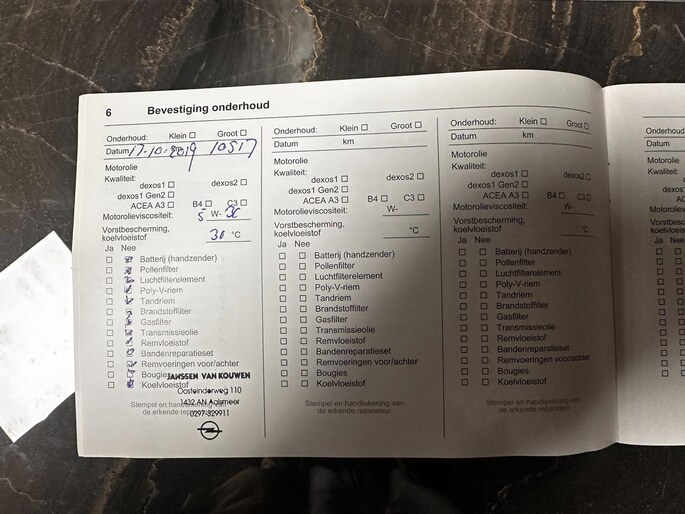 6 Bevestiging onderhoud
Onderhoud: Klein Groot
Datum 17-10-2019 10517
Motorolie
Kwaliteit:
dexos1 dexos2
dexos1 Gen2
ACEA A3 B4 C3
Motorolieviscositeit: 5 W- 30
Vorstbescherming,
koelvloeistof 30 °C
Ja Nee
Batterij (handzender)
Pollenfilter
Luchtfilterelement
Poly-V-riem
Tandriem
Brandstoffilter
Gasfilter
Transmissieolie
Remvloeistof
Bandenreparatieset
Remvoeringen voor/achter
Bougies
Koelvloeistof
JANSSEN VAN KOUWEN
Oosteinderweg 110
1432 AN Aalsmeer
0297-329911
Stempel en handtekening van
de erkende reparateur
Onderhoud: Klein Groot
Datum km
Motorolie
Kwaliteit:
dexos1 dexos2
dexos1 Gen2
ACEA A3 B4 C3
Motorolieviscositeit: W-
Vorstbescherming,
koelvloeistof °C
Ja Nee
Batterij (handzender)
Pollenfilter
Luchtfilterelement
Poly-V-riem
Tandriem
Brandstoffilter
Gasfilter
Transmissieolie
Remvloeistof
Bandenreparatieset
Remvoeringen voor/achter
Bougies
Koelvloeistof
Stempel en handtekening van
de erkende reparateur
Onderhoud: Klein Groot
Datum km
Motorolie
Kwaliteit:
dexos1 dexos2
dexos1 Gen2
ACEA A3 B4 C3
Motorolieviscositeit: W-
Vorstbescherming,
koelvloeistof °C
Ja Nee
Batterij (handzender)
Pollenfilter
Luchtfilterelement
Poly-V-riem
Tandriem
Brandstoffilter
Gasfilter
Transmissieolie
Remvloeistof
Bandenreparatieset
Remvoeringen voor/achter
Bougies
Koelvloeistof
Stempel en handtekening van
de erkende reparateur
Datum
Motorolie
Kwaliteit:
Ja